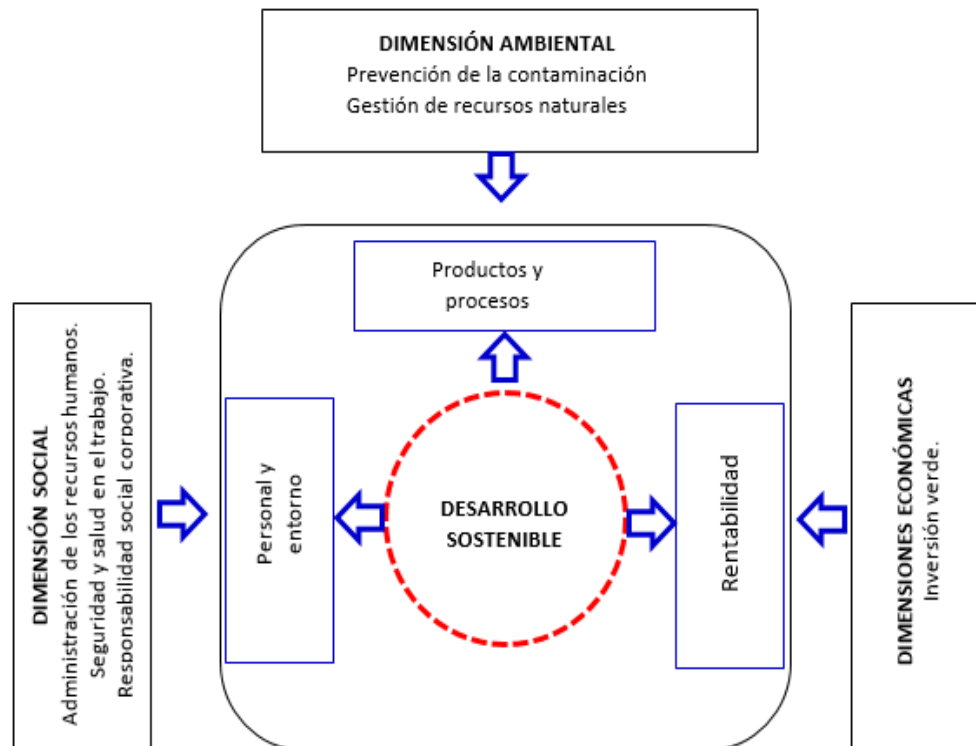 DIMENSIÓN AMBIENTAL
Prevención de la contaminación
Gestión de recursos naturales
Productos y
procesos
DIMENSIÓN SOCIAL
Administración de los recursos humanos.
Seguridad y salud en el trabajo.
Responsabilidad social corporativa.
Personal y
entorno
DESARROLLO
SOSTENIBLE
Rentabilidad
DIMENSIONES ECONÓMICAS
Inversión verde.